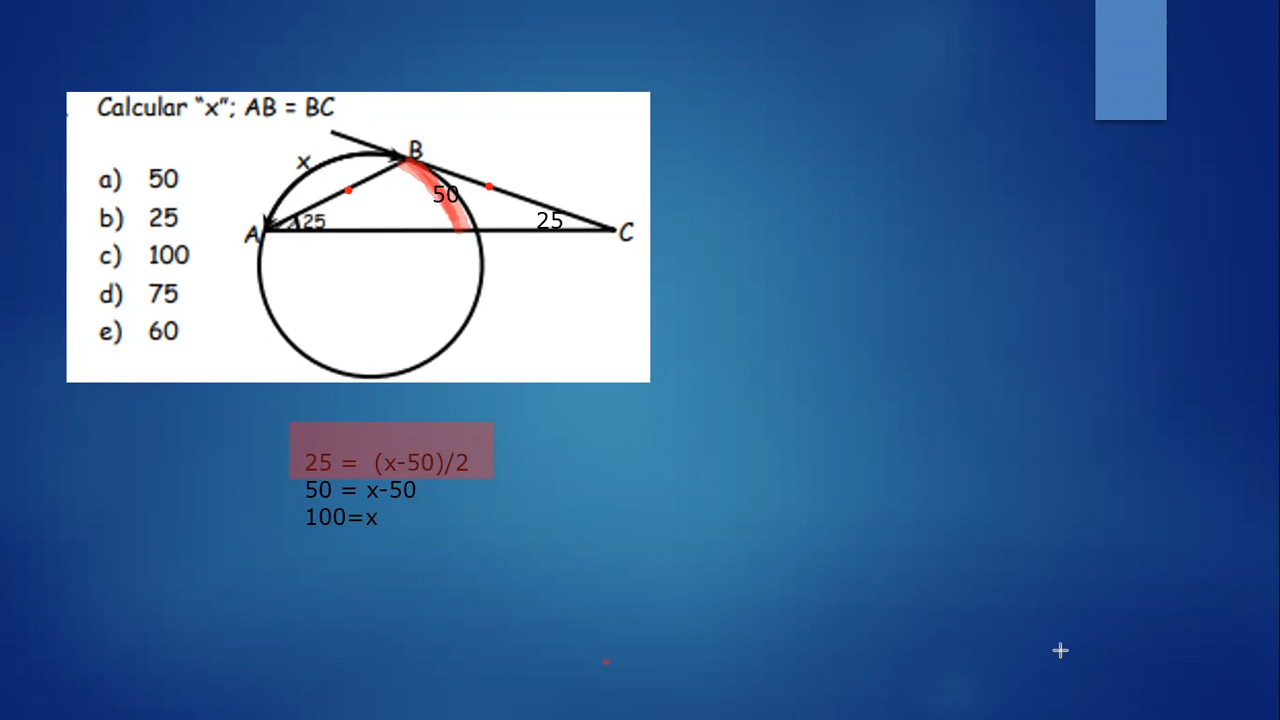 Calcular "x"; AB = BC
a) 50
b) 25
c) 100
d) 75
e) 60
B
x
50
25
25
A
C
25 = (x-50)/2
50 = x-50
100=x